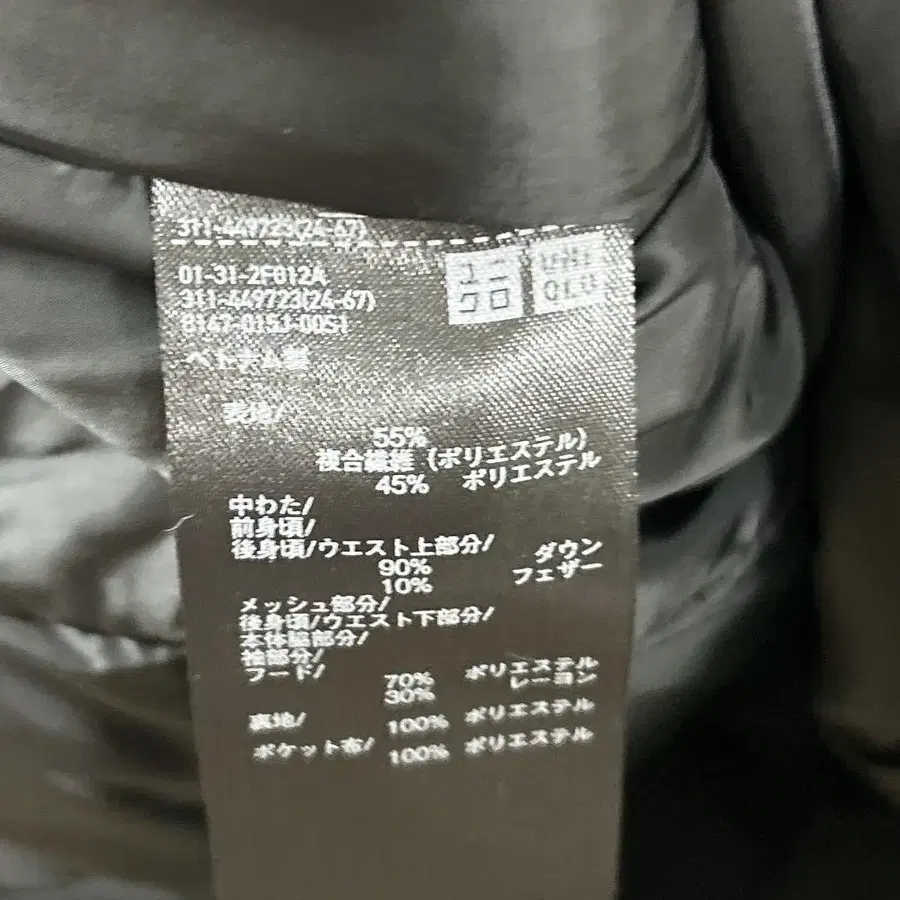 311-449723(24-67)
01-31-2F012A
311-449723(24-67)
8147-015J-00S1
ユニ
クロ
UNI
QLO
ベトナム製
表地/
55%
複合繊維 (ポリエステル)
45% ポリエステル
中わた/
前身頃/
後身頃/ウエスト上部分/
90% ダウン
10% フェザー
メッシュ部分/
後身頃/ウエスト下部分/
本体脇部分/
袖部分/
フード/
70% ポリエステル
30% レーヨン
裏地/ 100% ポリエステル
ポケット布/ 100% ポリエステル